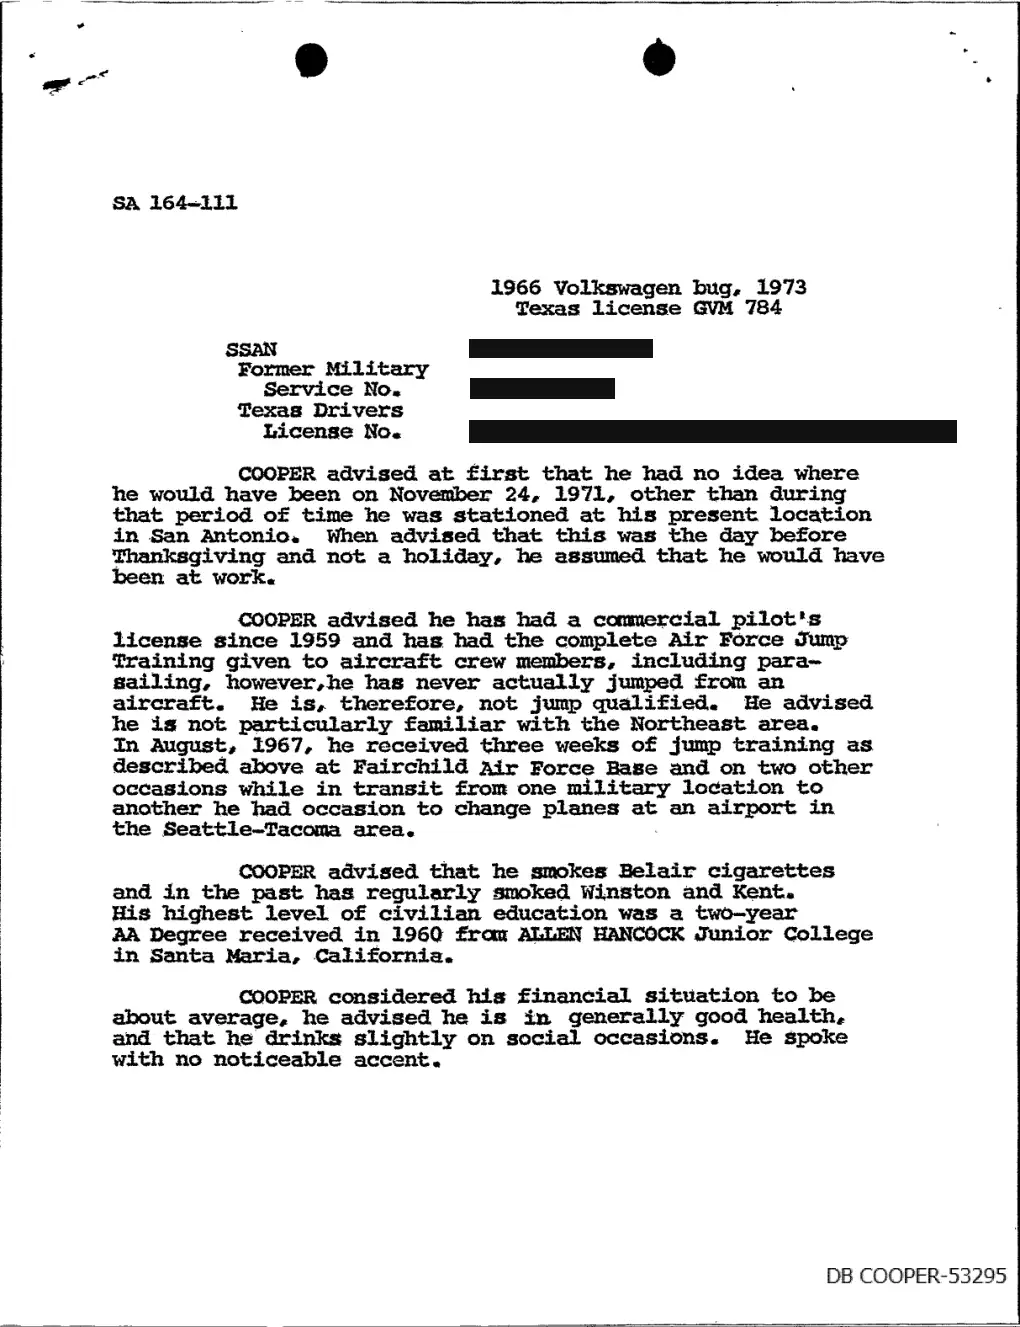 SA 164-111
1966 Volkswagen bug, 1973
Texas license GVM 784
SSAN
Former Military
Service No.
Texas Drivers
License No.
COOPER advised at first that he had no idea where
he would have been on November 24, 1971, other than during
that period of time he was stationed at his present location
in San Antonio. When advised that this was the day before
Thanksgiving and not a holiday, he assumed that he would have
been at work.
COOPER advised he has had a commercial pilot's
license since 1959 and has had the complete Air Force Jump
Training given to aircraft crew members, including para-
sailing, however,he has never actually jumped from an
aircraft. He is, therefore, not jump qualified. He advised
he is not particularly familiar with the Northeast area.
In August, 1967, he received three weeks of jump training as
described above at Fairchild Air Force Base and on two other
occasions while in transit from one military location to
another he had occasion to change planes at an airport in
the Seattle-Tacoma area.
COOPER advised that he smokes Belair cigarettes
and in the past has regularly smoked Winston and Kent.
His highest level of civilian education was a two-year
AA Degree received in 1960 from ALLEN HANCOCK Junior College
in Santa Maria, California.
COOPER considered his financial situation to be
about average, he advised he is in generally good health,
and that he drinks slightly on social occasions. He spoke
with no noticeable accent.
DB COOPER-53295